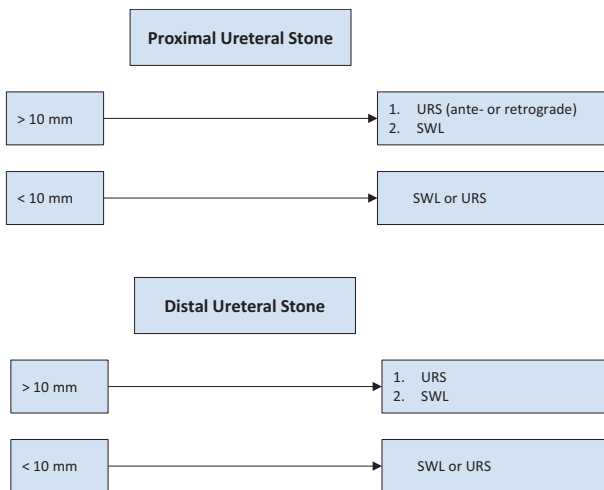 Proximal Ureteral Stone
> 10 mm
1. URS (ante- or retrograde)
2. SWL
< 10 mm
SWL or URS
Distal Ureteral Stone
> 10 mm
1. URS
2. SWL
< 10 mm
SWL or URS